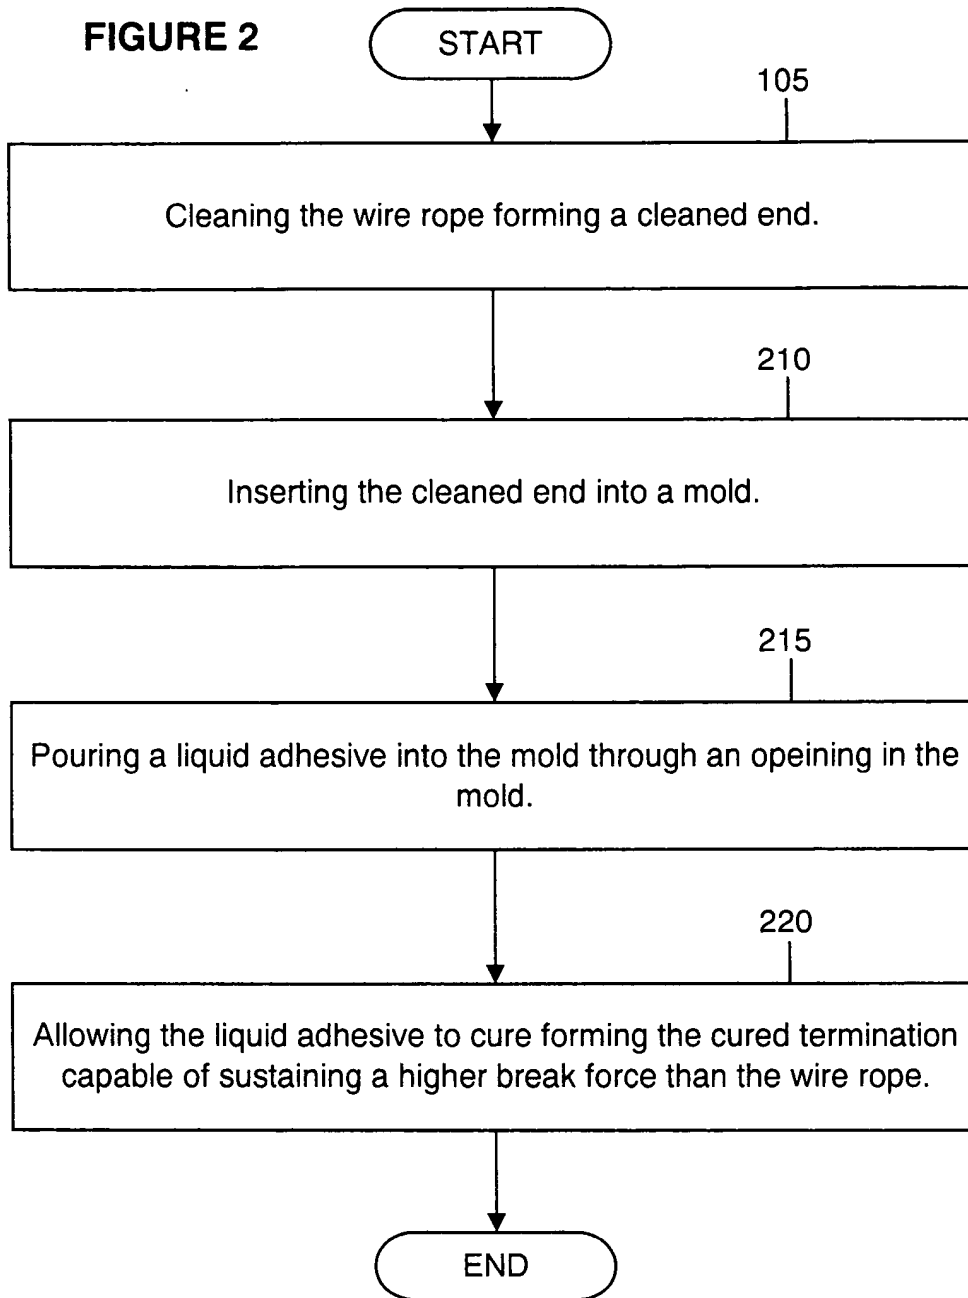 FIGURE 2
START
105
Cleaning the wire rope forming a cleaned end.
210
Inserting the cleaned end into a mold.
215
Pouring a liquid adhesive into the mold through an opeining in the
mold.
220
Allowing the liquid adhesive to cure forming the cured termination
capable of sustaining a higher break force than the wire rope.
END